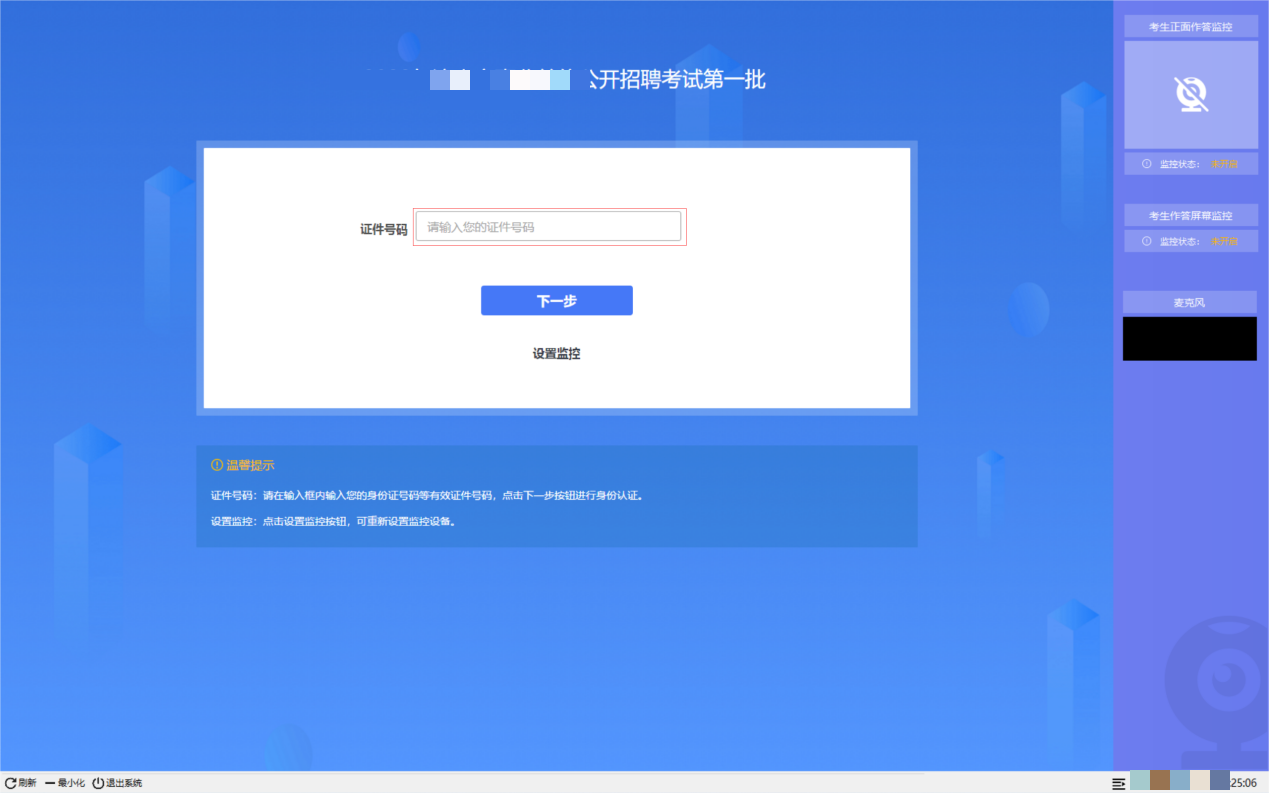 公开招聘考试第一批
证件号码
请输入您的证件号码
下一步
设置监控
温馨提示
证件号码：请在输入框内输入您的身份证号码等有效证件号码，点击下一步按钮进行身份认证。
设置监控：点击设置监控按钮，可重新设置监控设备。
考生正面作答监控
监控状态： 未开启
考生作答屏幕监控
监控状态： 未开启
麦克风
刷新 最小化 退出系统
:25:06